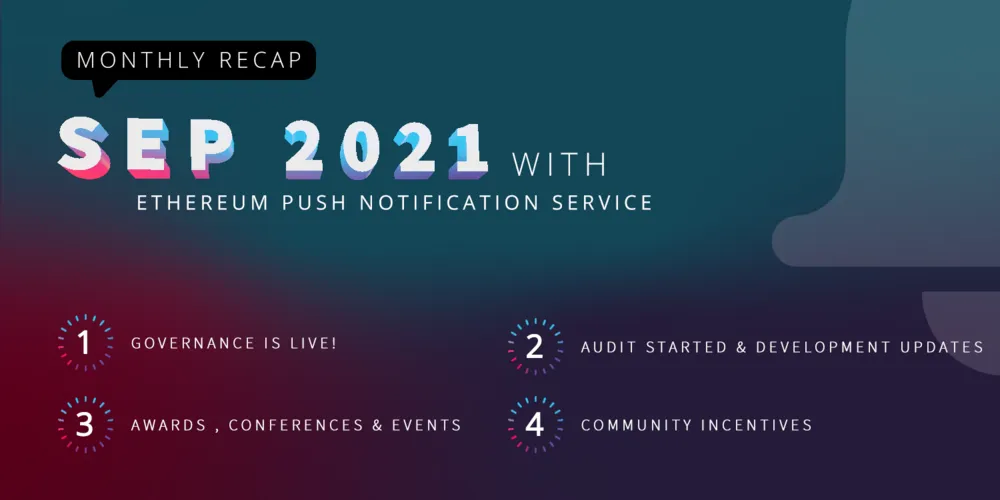 MONTHLY RECAP
SEP 2021 WITH
ETHEREUM PUSH NOTIFICATION SERVICE
1 GOVERNANCE IS LIVE!
2 AUDIT STARTED & DEVELOPMENT UPDATES
3 AWARDS , CONFERENCES & EVENTS
4 COMMUNITY INCENTIVES